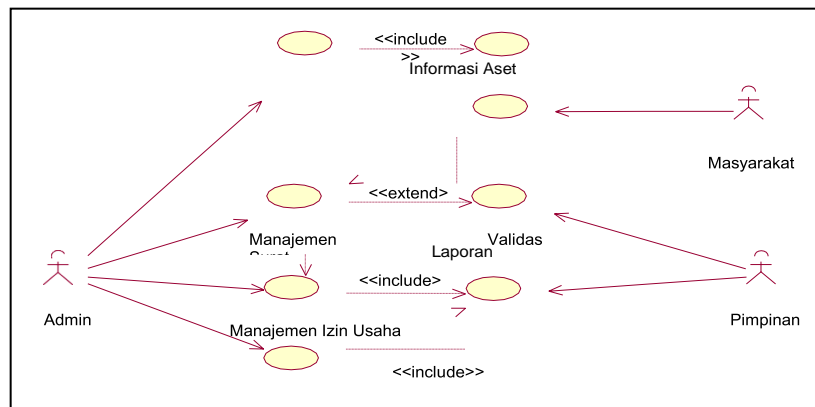 <<include
>>
Informasi Aset
Masyarakat
<<extend>
Manajemen
Validas
Laporan
<<include>
Admin
Pimpinan
Manajemen Izin Usaha
<<include>>